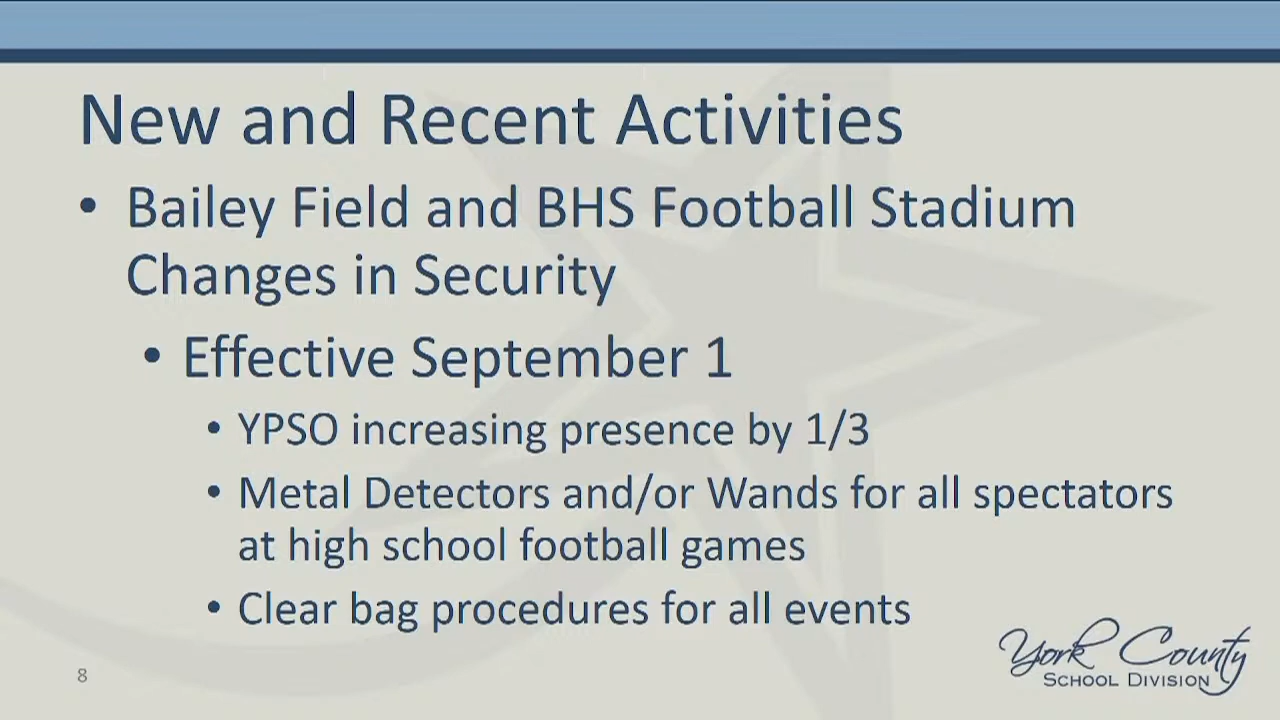 New and Recent Activities
• Bailey Field and BHS Football Stadium
Changes in Security
• Effective September 1
• YPSO increasing presence by 1/3
• Metal Detectors and/or Wands for all spectators
at high school football games
• Clear bag procedures for all events
8
York County
SCHOOL DIVISION